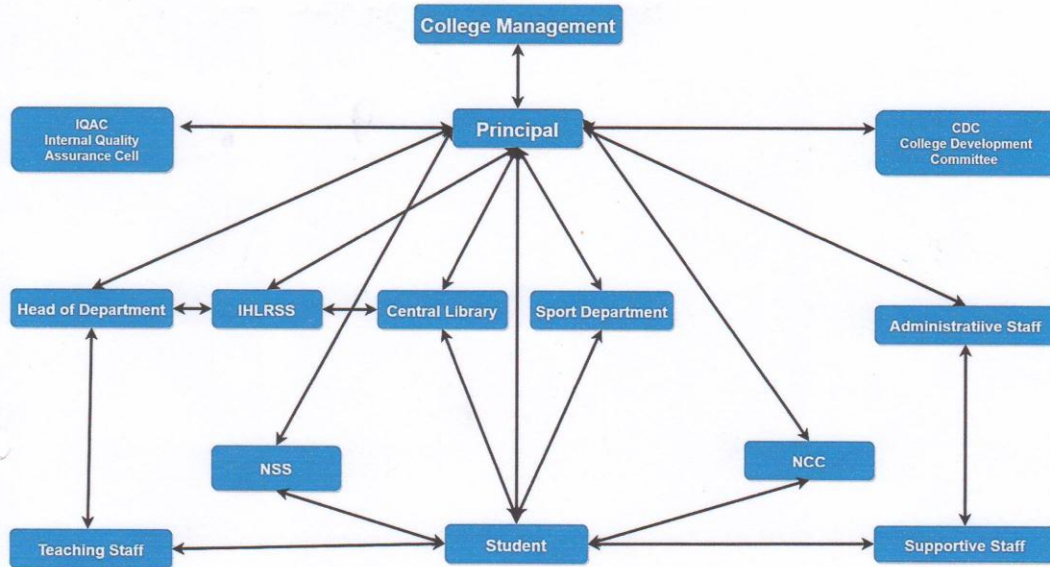 College Management
IQAC
Internal Quality
Assurance Cell
Principal
CDC
College Development
Committee
Head of Department
IHLRSS
Central Library
Sport Department
Administratiive Staff
NSS
NCC
Teaching Staff
Student
Supportive Staff